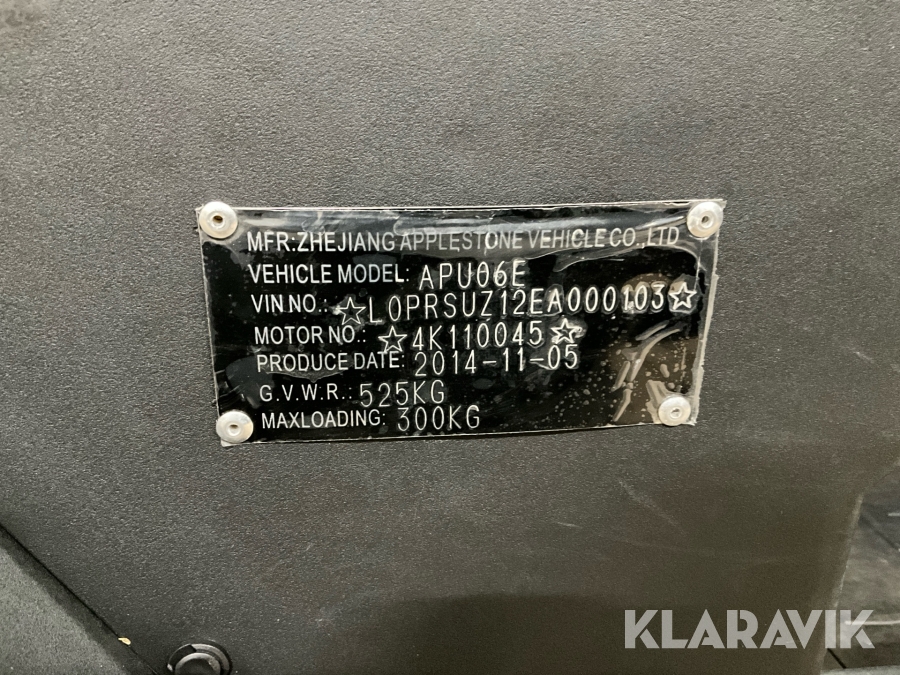 MFR:ZHEJIANG APPLESTONE VEHICLE CO.,LTD
VEHICLE MODEL: APU06E
VIN NO.: ☆L0PRSUZ12EA000103☆
MOTOR NO.: ☆4K110045☆
PRODUCE DATE: 2014-11-05
G.V.W.R.: 525KG
MAXLOADING: 300KG
KLARAVIK